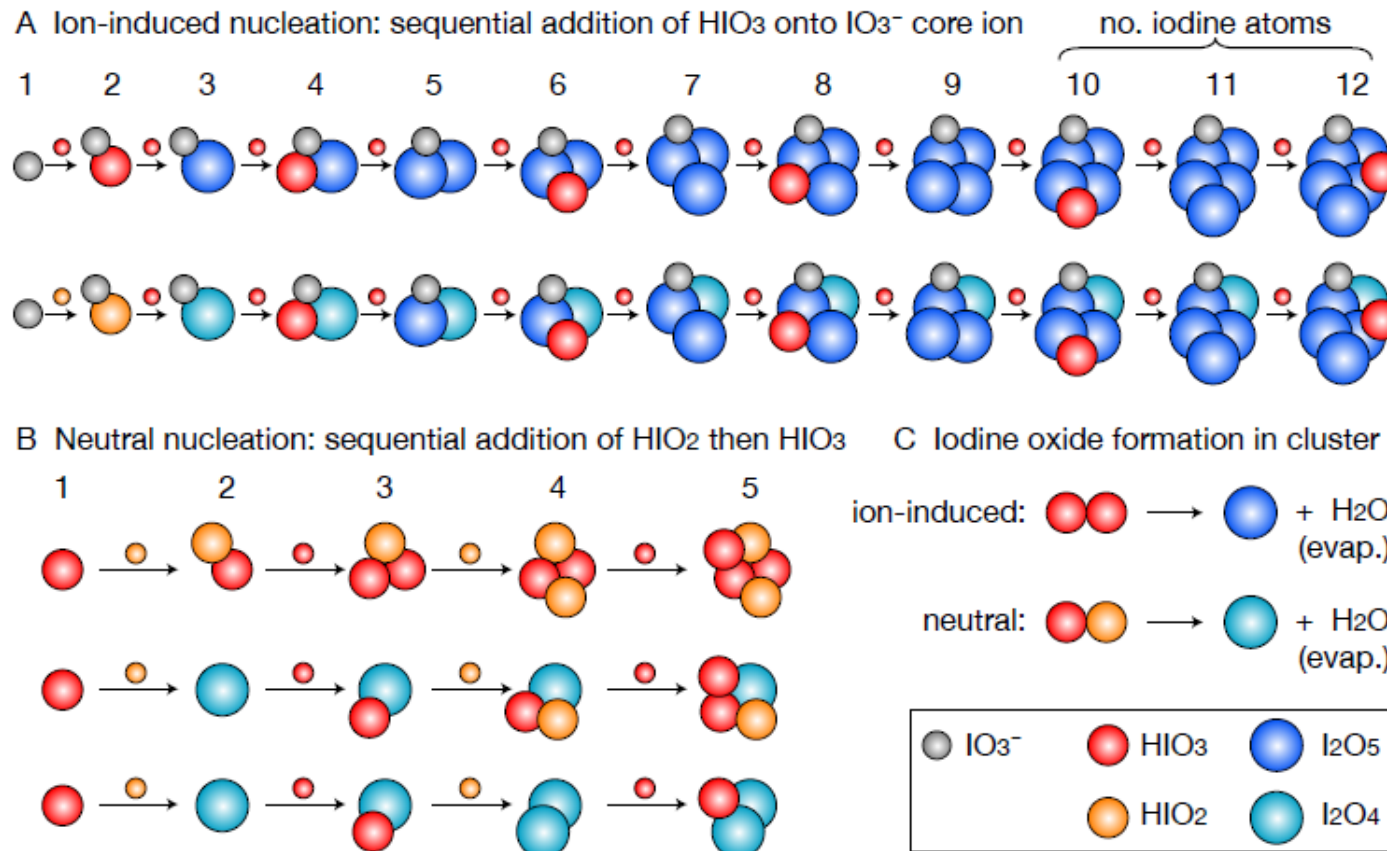 A Ion-induced nucleation: sequential addition of HIO3 onto IO3⁻ core ion
no. iodine atoms
1 2 3 4 5 6 7 8 9 10 11 12
B Neutral nucleation: sequential addition of HIO2 then HIO3
1 2 3 4 5
C Iodine oxide formation in cluster
ion-induced:
+ H2O
(evap.)
neutral:
+ H2O
(evap.)
IO3⁻
HIO3
I2O5
HIO2
I2O4